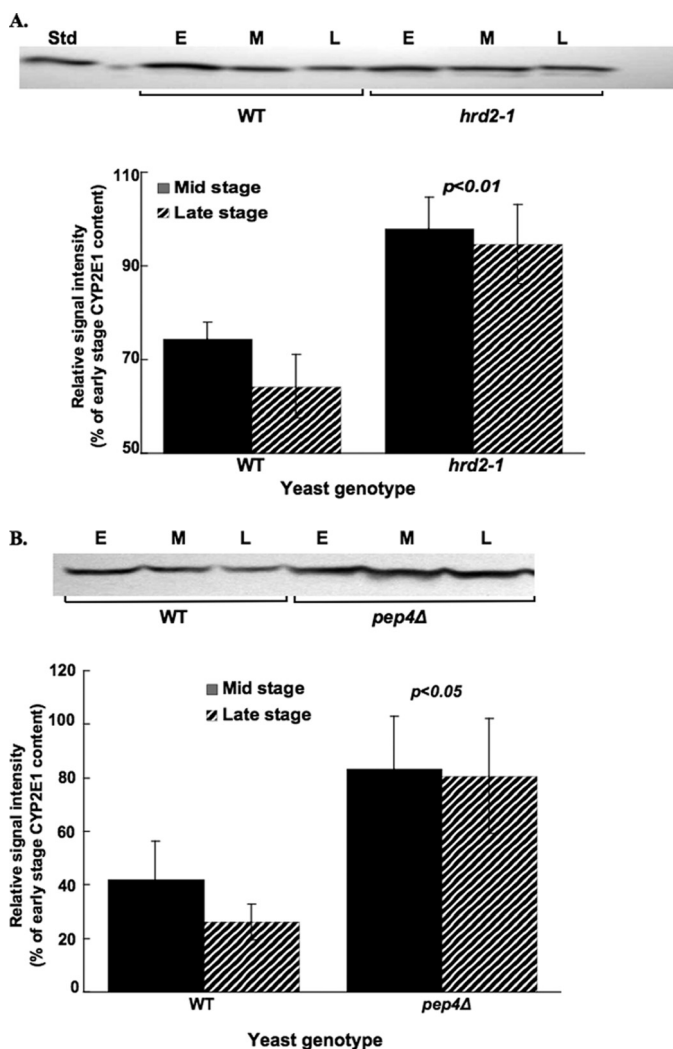 A.
Std E M L E M L
WT hrd2-1
110
90
70
50
Relative signal intensity
(% of early stage CYP2E1 content)
Mid stage
Late stage
p<0.01
WT hrd2-1
Yeast genotype
B.
E M L E M L
WT pep4Δ
120
100
80
60
40
20
0
Relative signal intensity
(% of early stage CYP2E1 content)
Mid stage
Late stage
p<0.05
WT pep4Δ
Yeast genotype